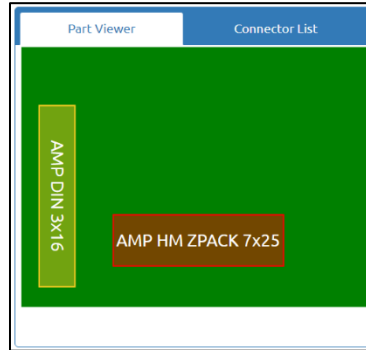 Part Viewer
Connector List
AMP DIN 3x16
AMP HM ZPACK 7x25